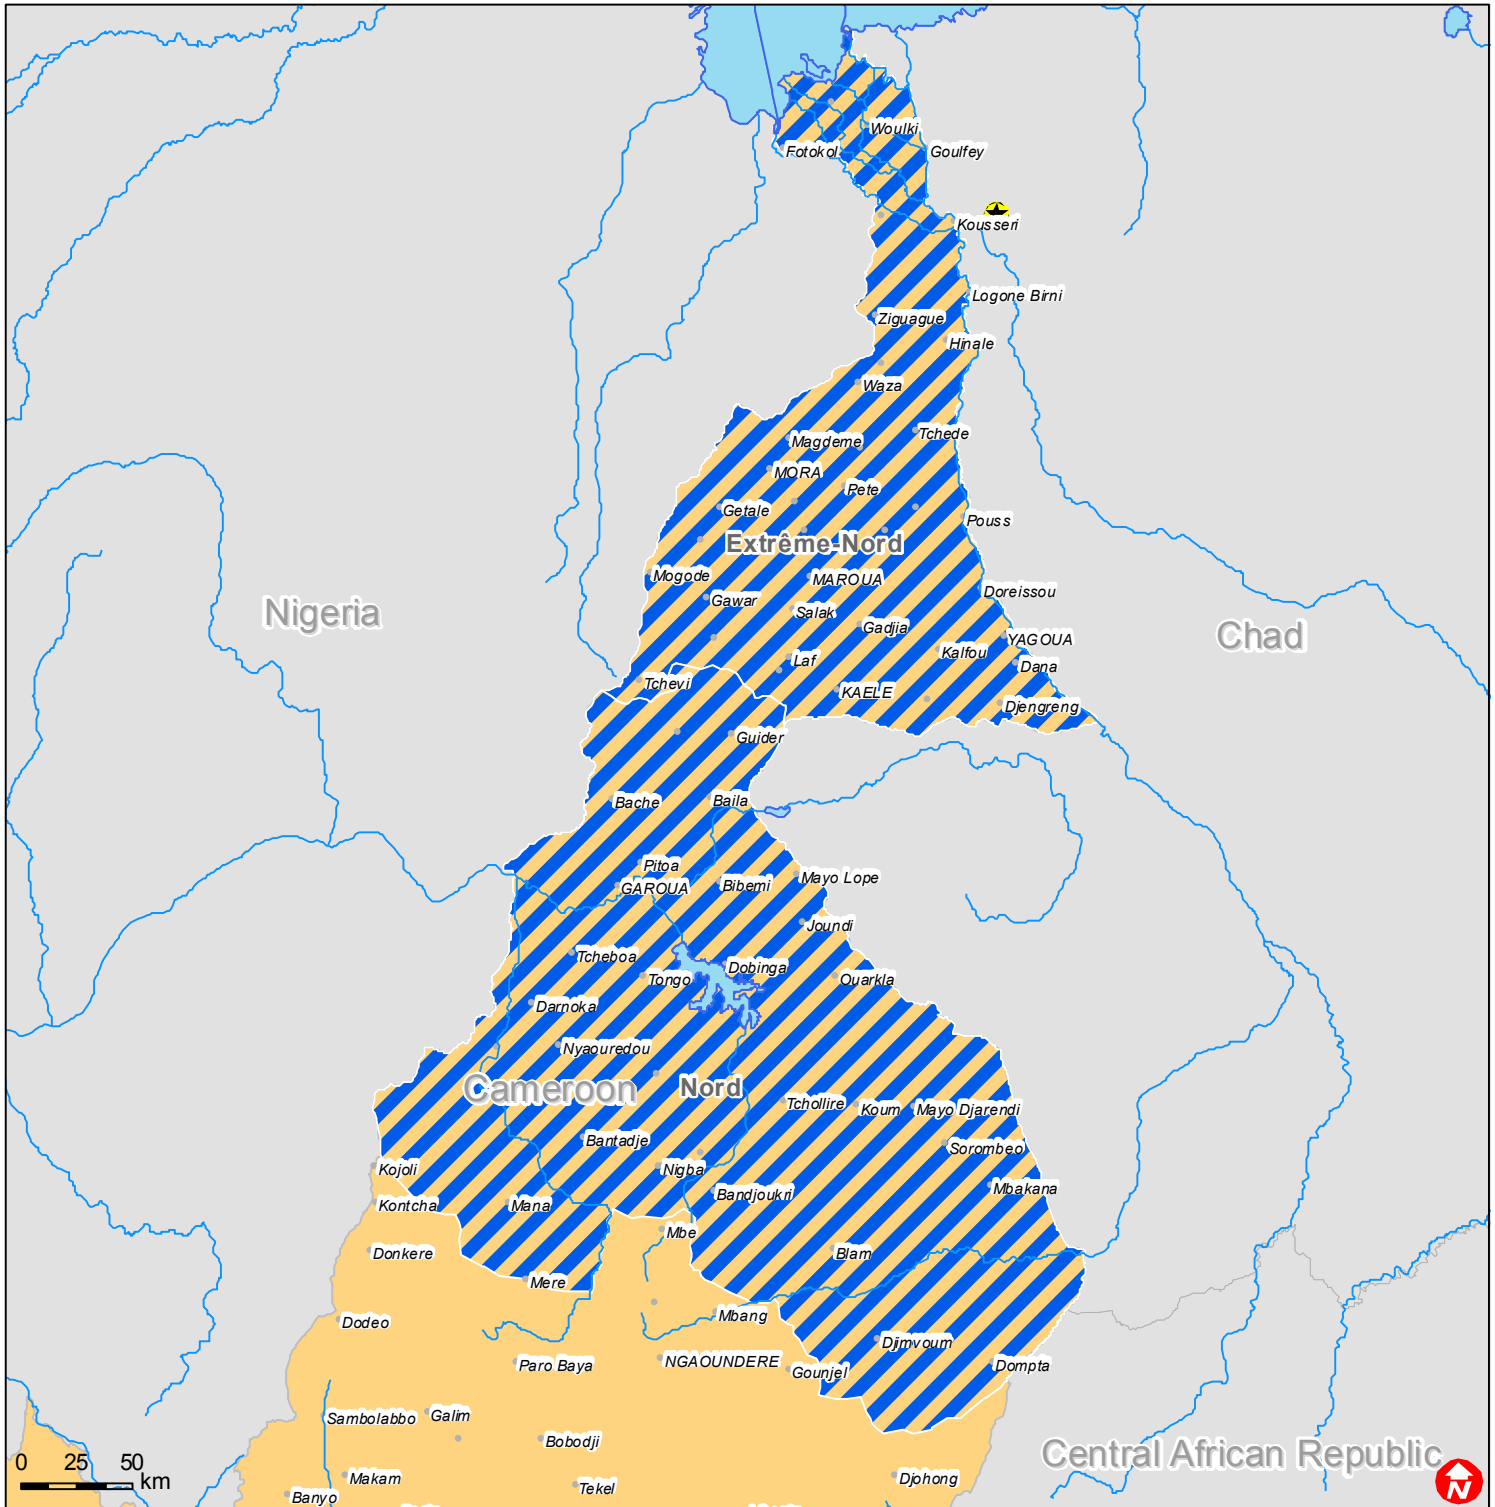 Woulki
Fotokol
Goulfey
Kousseri
Logone Birni
Ziguague
Hinale
Waza
Magdeme
Tchede
MORA
Pete
Getale
Pouss
Extrême-Nord
Mogode
MAROUA
Gawar
Salak
Doreissou
Nigeria
Gadjia
Chad
YAGOUA
Kalfou
Laf
Dana
Tchevi
KAELE
Djengreng
Guider
Bache
Baila
Pitoa
GAROUA
Bibemi
Mayo Lope
Joundi
Tcheboa
Dobinga
Tongo
Ouarkla
Darnoka
Nyaouredou
Cameroon
Nord
Tchollire
Koum
Mayo Djarendi
Bantadje
Sorombeo
Kojoli
Nigba
Mbakana
Bandjoukri
Kontcha
Mana
Mbe
Donkere
Blam
Mere
Mbang
Dodeo
Djimvoum
Paro Baya
NGAOUNDERE
Gounjel
Dompta
Sambolabbo
Galim
Bobodji
Central African Republic
0 25 50
km
Makam
Tekel
Djohong
Banyo
N